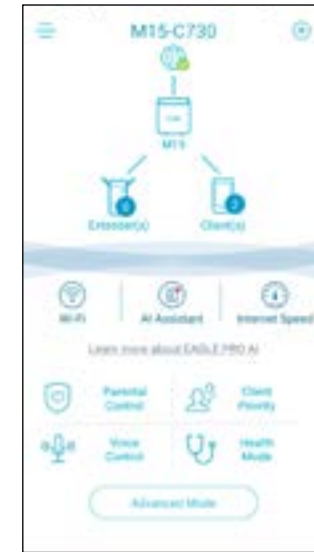 M15-C730
M15
Extender(s)
Client(s)
Wi-Fi
AI Assistant
Internet Speed
Learn more about EAGLE PRO AI
Parental
Control
Client
Priority
Voice
Control
Health
Mode
Advanced Mode